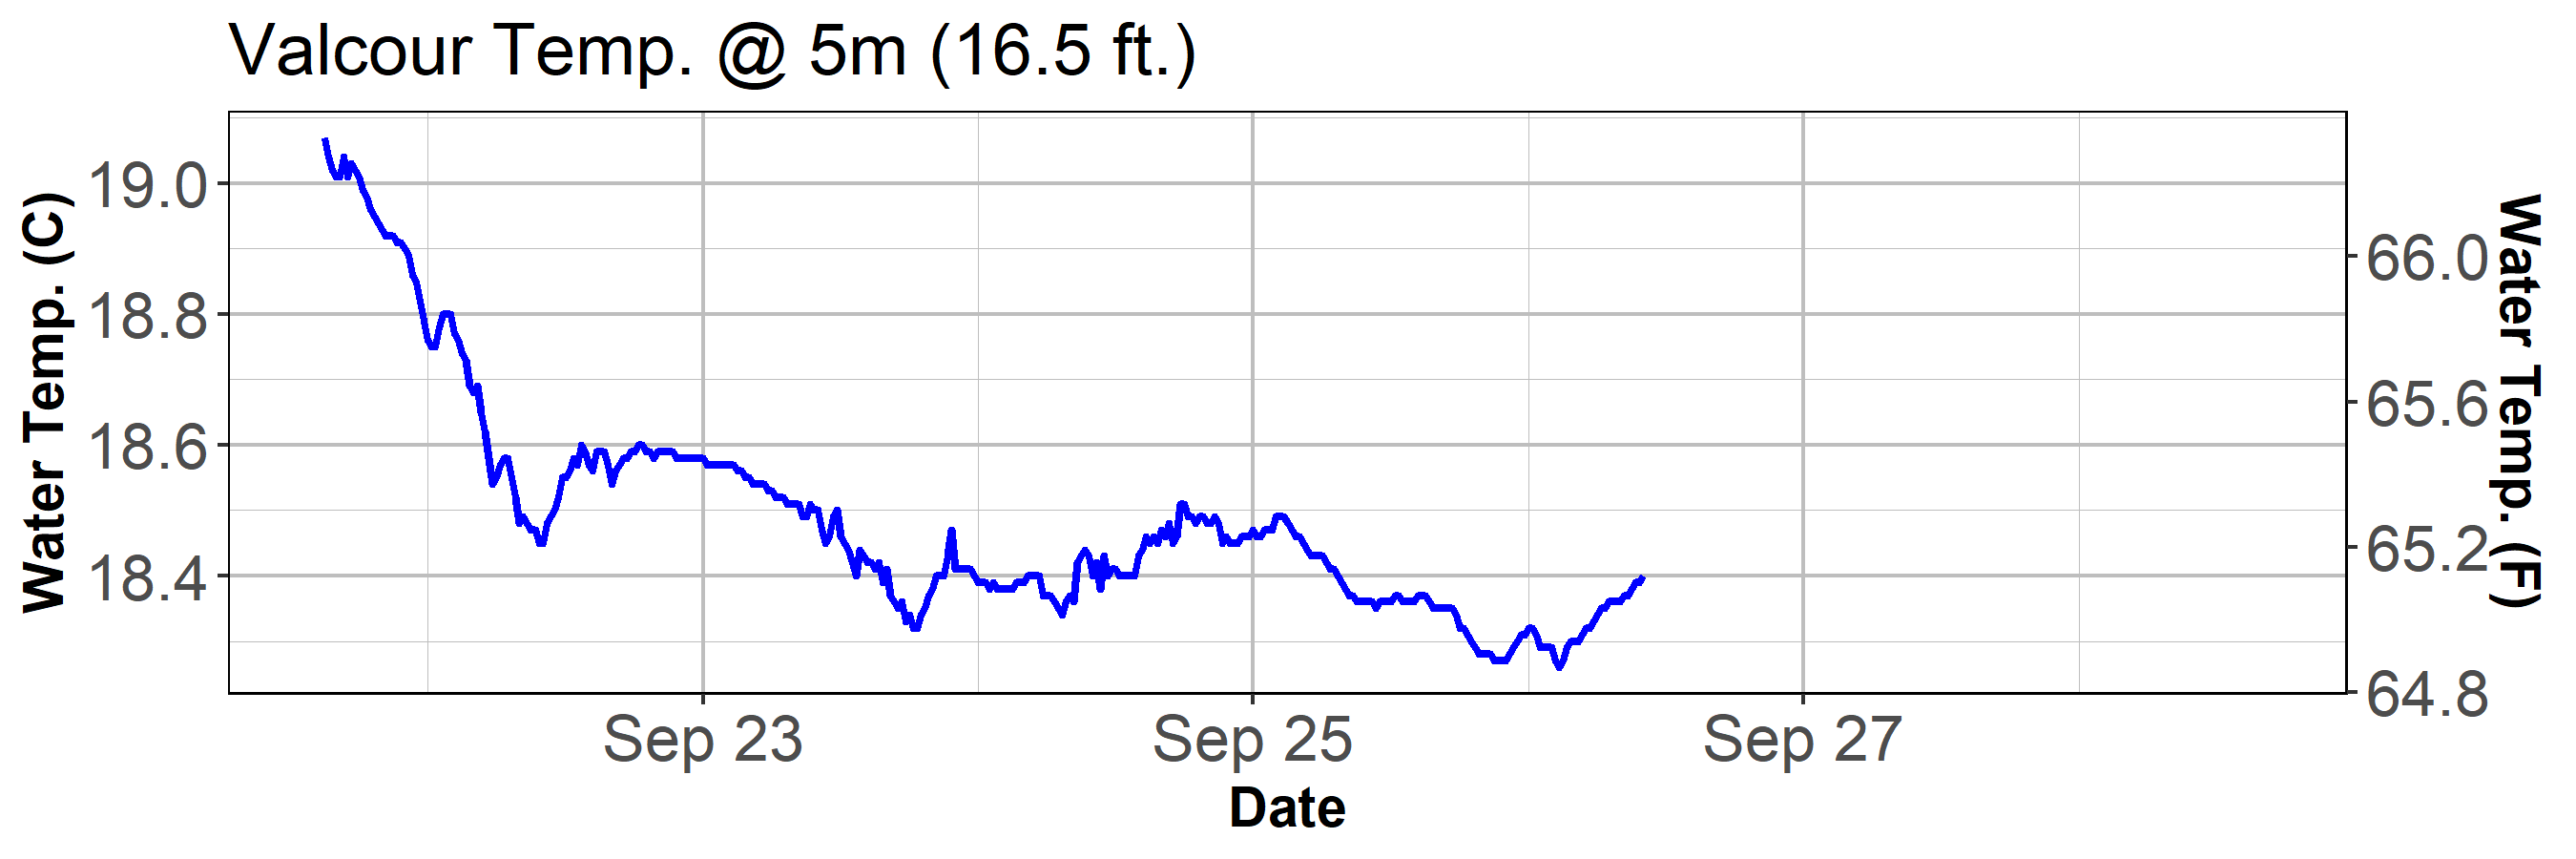 Valcour Temp. @ 5m (16.5 ft.)
Water Temp. (C)
19.0
18.8
18.6
18.4
66.0
65.6
65.2
64.8
Water Temp. (F)
Sep 23
Sep 25
Sep 27
Date